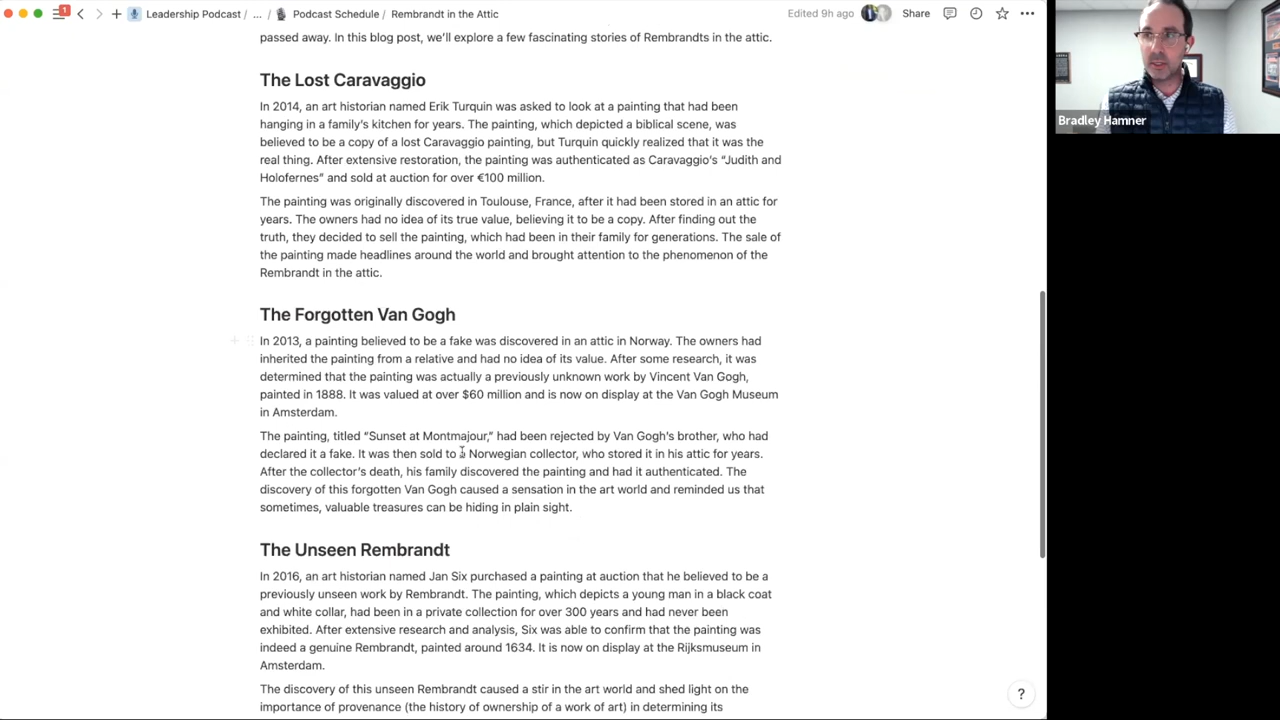 1
Leadership Podcast / ... / Podcast Schedule / Rembrandt in the Attic
Edited 9h ago
Share
passed away. In this blog post, we’ll explore a few fascinating stories of Rembrandts in the attic.
The Lost Caravaggio
In 2014, an art historian named Erik Turquin was asked to look at a painting that had been
hanging in a family’s kitchen for years. The painting, which depicted a biblical scene, was
believed to be a copy of a lost Caravaggio painting, but Turquin quickly realized that it was the
real thing. After extensive restoration, the painting was authenticated as Caravaggio’s “Judith and
Holofernes” and sold at auction for over €100 million.
The painting was originally discovered in Toulouse, France, after it had been stored in an attic for
years. The owners had no idea of its true value, believing it to be a copy. After finding out the
truth, they decided to sell the painting, which had been in their family for generations. The sale of
the painting made headlines around the world and brought attention to the phenomenon of the
Rembrandt in the attic.
The Forgotten Van Gogh
In 2013, a painting believed to be a fake was discovered in an attic in Norway. The owners had
inherited the painting from a relative and had no idea of its value. After some research, it was
determined that the painting was actually a previously unknown work by Vincent Van Gogh,
painted in 1888. It was valued at over $60 million and is now on display at the Van Gogh Museum
in Amsterdam.
The painting, titled “Sunset at Montmajour,” had been rejected by Van Gogh’s brother, who had
declared it a fake. It was then sold to a Norwegian collector, who stored it in his attic for years.
After the collector’s death, his family discovered the painting and had it authenticated. The
discovery of this forgotten Van Gogh caused a sensation in the art world and reminded us that
sometimes, valuable treasures can be hiding in plain sight.
The Unseen Rembrandt
In 2016, an art historian named Jan Six purchased a painting at auction that he believed to be a
previously unseen work by Rembrandt. The painting, which depicts a young man in a black coat
and white collar, had been in a private collection for over 300 years and had never been
exhibited. After extensive research and analysis, Six was able to confirm that the painting was
indeed a genuine Rembrandt, painted around 1634. It is now on display at the Rijksmuseum in
Amsterdam.
The discovery of this unseen Rembrandt caused a stir in the art world and shed light on the
importance of provenance (the history of ownership of a work of art) in determining its
?
Bradley Hamner